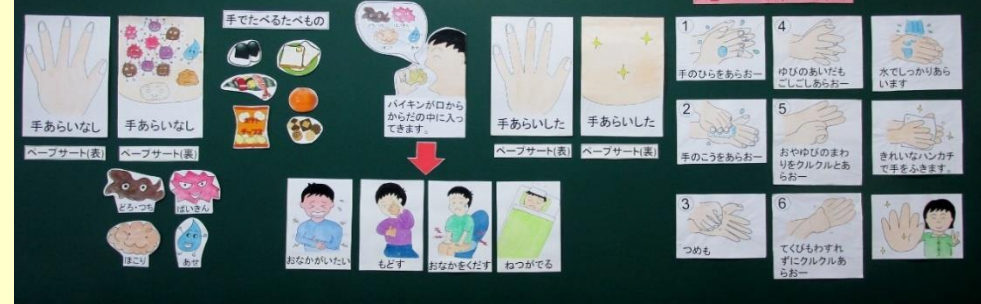 手あらいなし
手あらいなし
ペープサート(表)
ペープサート(裏)
手でたべるたべもの
どろ・つち
ばいきん
ほこり
あせ
バイキンが口から
からだの中に入っ
てきます。
おなかがいたい
もどす
おなかをくだす
ねつがでる
手あらいした
手あらいした
ペープサート(表)
ペープサート(裏)
1
手のひらをあらおー
2
手のこうをあらおー
3
つめも
4
ゆびのあいだも
ごしごしあらおー
5
おやゆびのまわ
りをクルクルとあ
らおー
6
てくびもわすれ
ずにクルクルあ
らおー
水でしっかりあら
います
きれいなハンカチ
で手をふきます。